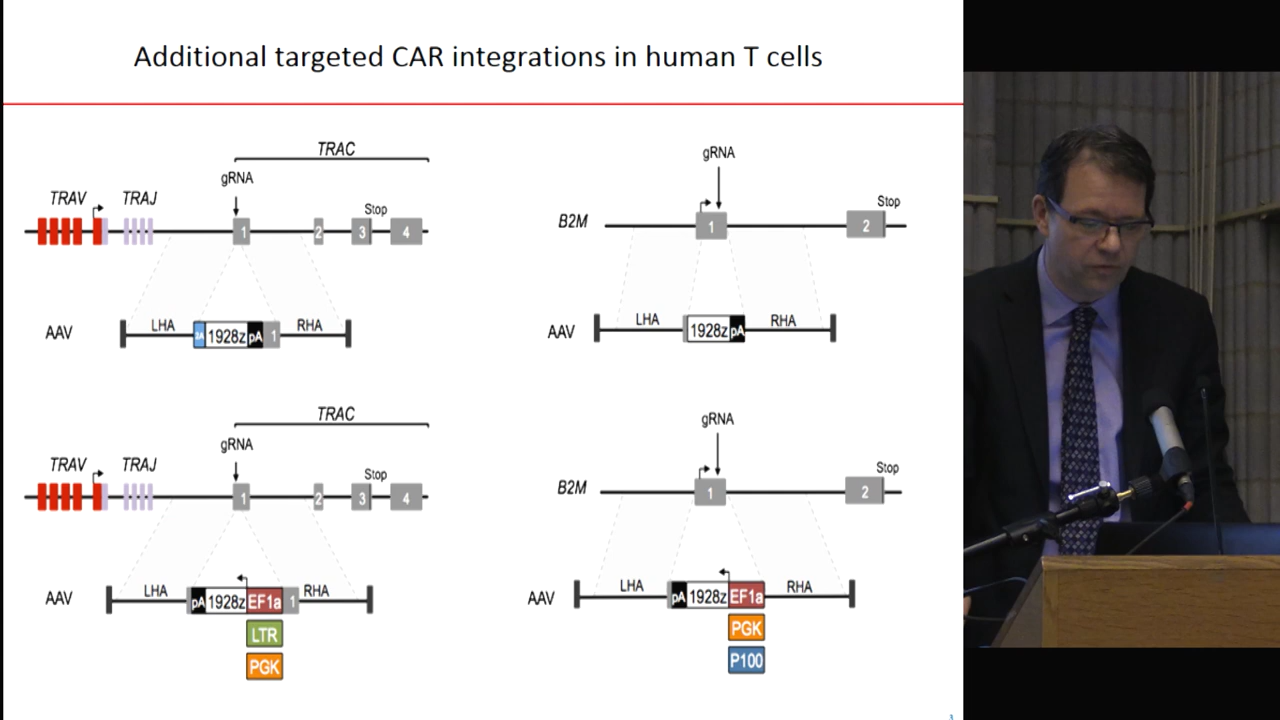 Additional targeted CAR integrations in human T cells
TRAC
gRNA
TRAV TRAJ
Stop
1 2 3 4
AAV
LHA 2A 1928z pA 1 RHA
gRNA
Stop
B2M
1 2
AAV
LHA 1928z pA RHA
TRAC
gRNA
TRAV TRAJ
Stop
1 2 3 4
AAV
LHA pA 1928z EF1a 1 RHA
LTR
PGK
gRNA
Stop
B2M
1 2
AAV
LHA pA 1928z EF1a RHA
PGK
P100